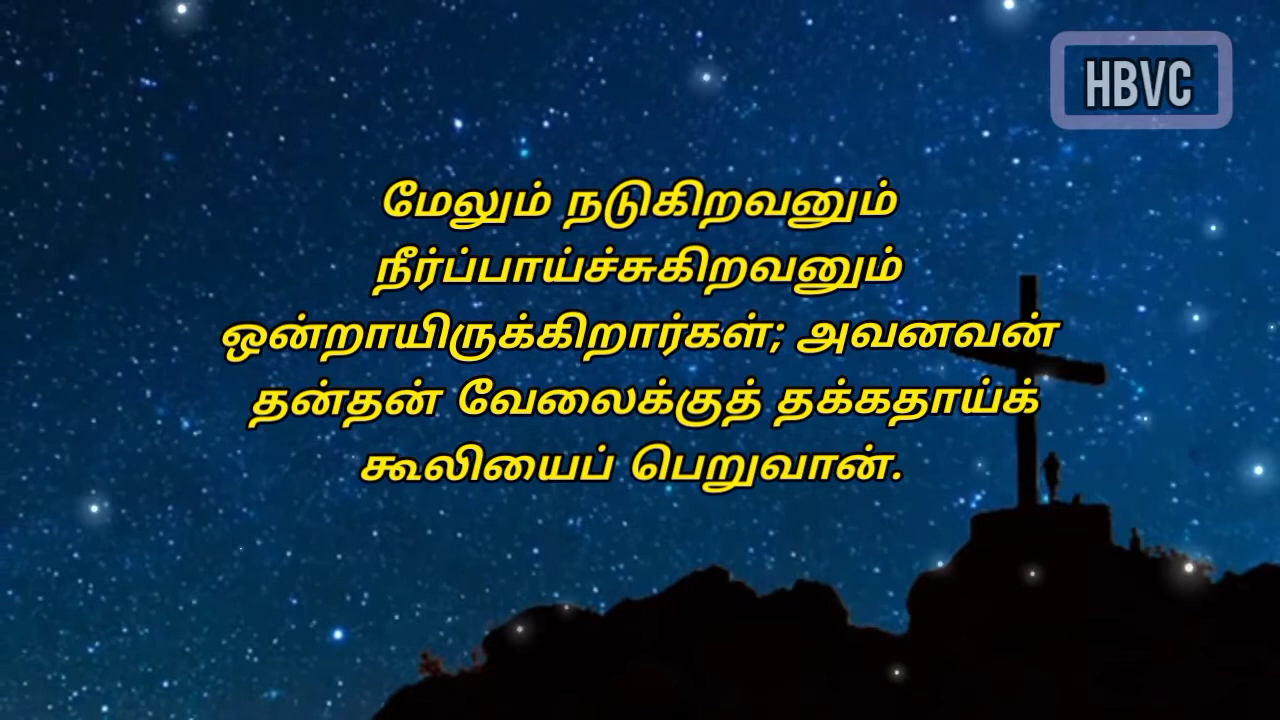 HBVC
மேலும் நடுகிறவனும்
நீர்ப்பாய்ச்சுகிறவனும்
ஒன்றாயிருக்கிறார்கள்; அவனவன்
தன்தன் வேலைக்குத் தக்கதாய்க்
கூலியைப் பெறுவான்.